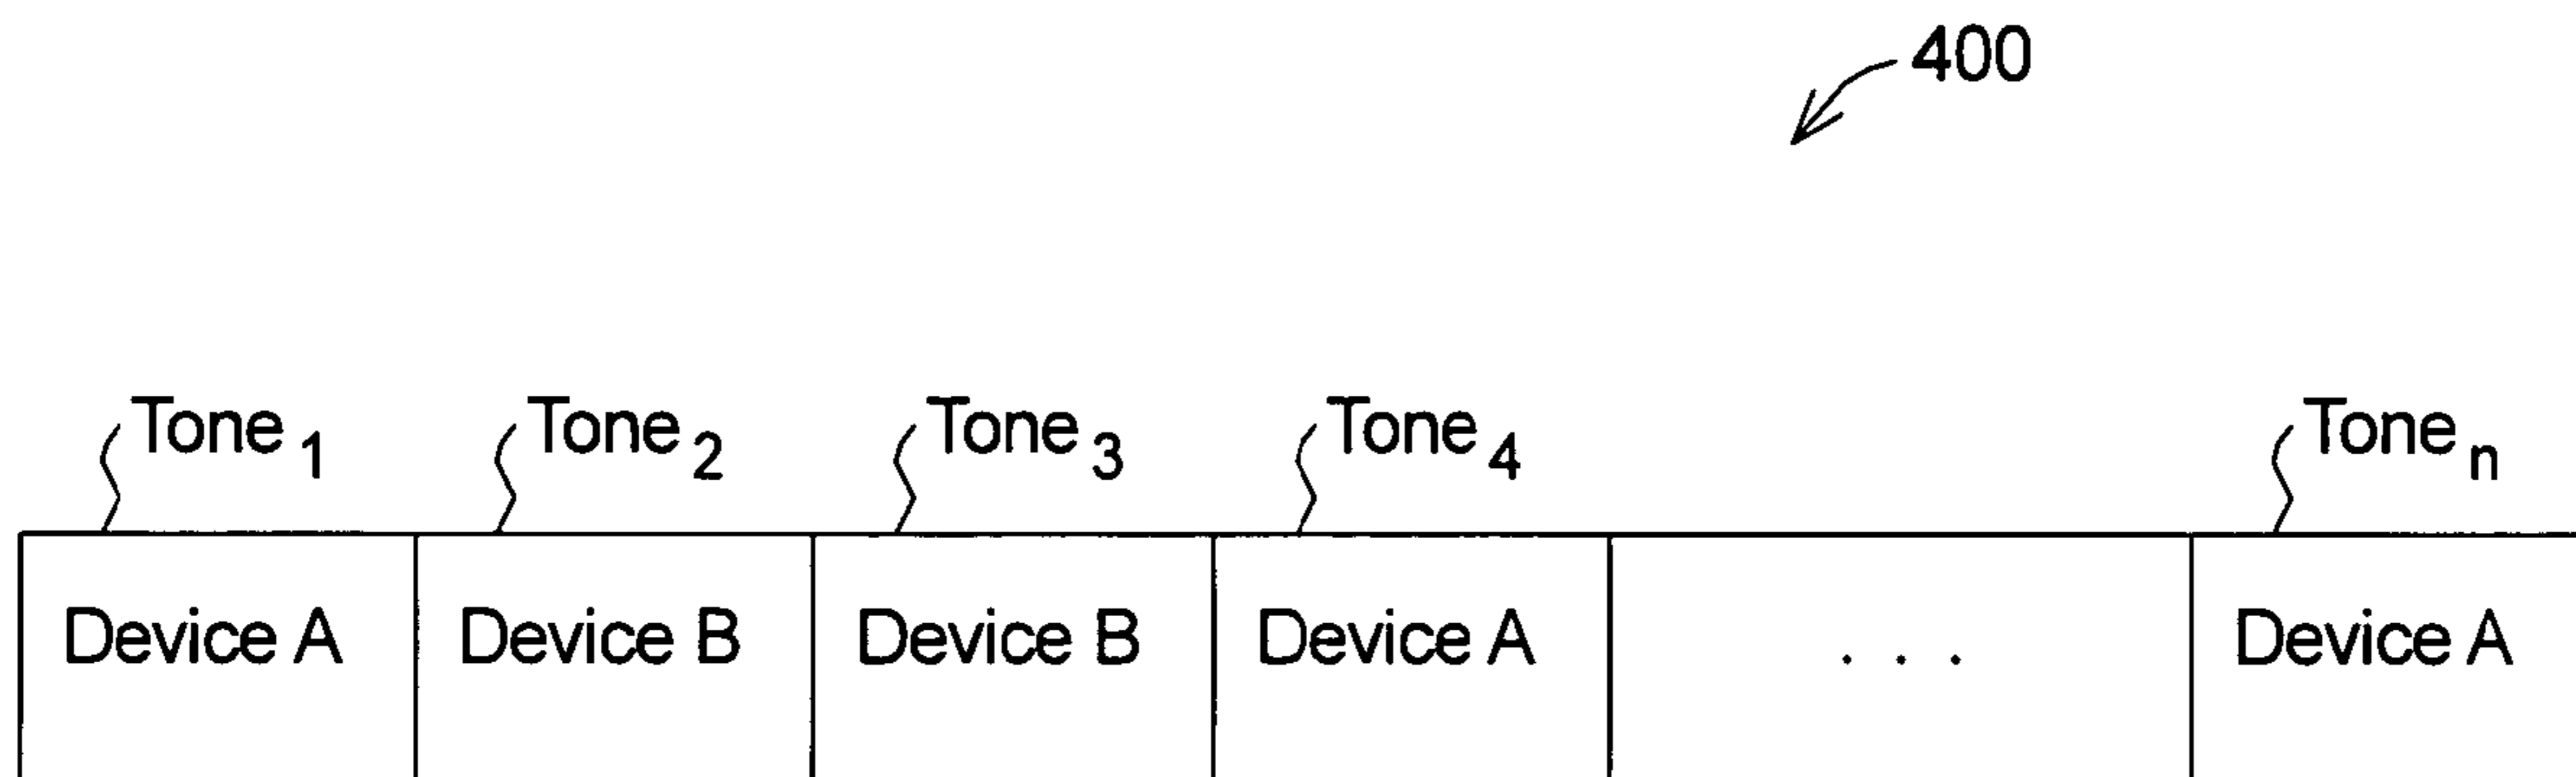 400
Tone 1 Tone 2 Tone 3 Tone 4 Tone n
Device A Device B Device B Device A . . . Device A